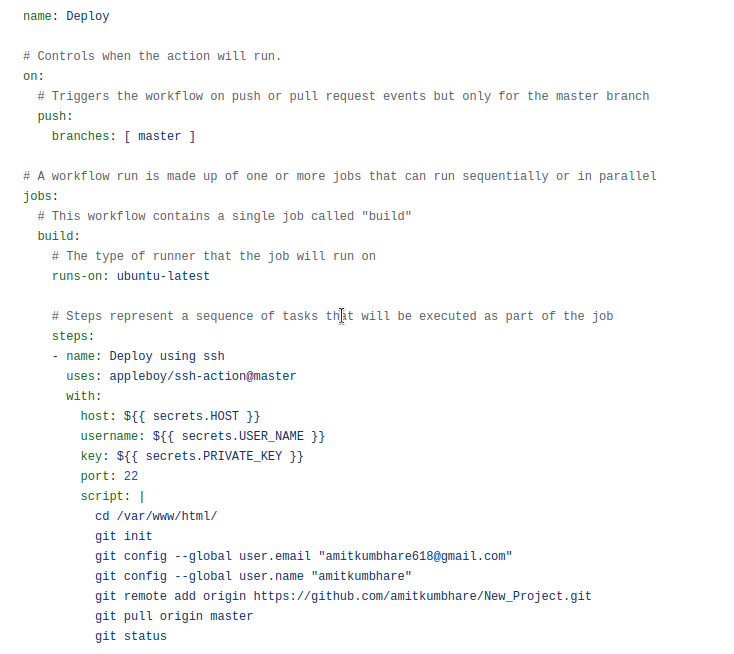 name: Deploy

# Controls when the action will run.
on:
  # Triggers the workflow on push or pull request events but only for the master branch
  push:
    branches: [ master ]

# A workflow run is made up of one or more jobs that can run sequentially or in parallel
jobs:
  # This workflow contains a single job called "build"
  build:
    # The type of runner that the job will run on
    runs-on: ubuntu-latest

    # Steps represent a sequence of tasks that will be executed as part of the job
    steps:
    - name: Deploy using ssh
      uses: appleboy/ssh-action@master
      with:
        host: ${{ secrets.HOST }}
        username: ${{ secrets.USER_NAME }}
        key: ${{ secrets.PRIVATE_KEY }}
        port: 22
        script: |
          cd /var/www/html/
          git init
          git config --global user.email "amitkumbhare618@gmail.com"
          git config --global user.name "amitkumbhare"
          git remote add origin https://github.com/amitkumbhare/New_Project.git
          git pull origin master
          git status